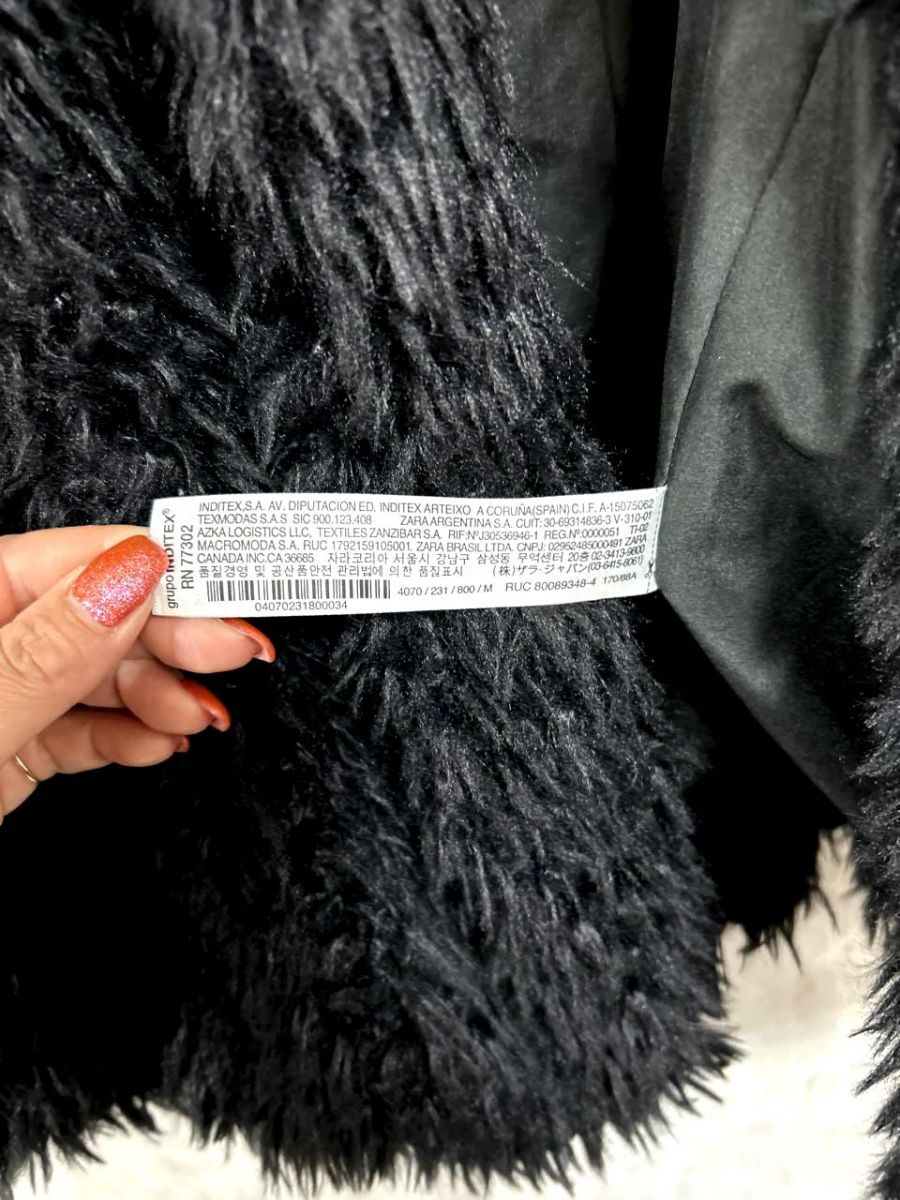 grupo INDITEX®
RN 77302
INDITEX,S.A. AV. DIPUTACION ED. INDITEX ARTEIXO A CORUÑA(SPAIN) C.I.F. A-15075062
TEXMODAS S.A.S SIC 900.123.408 ZARA ARGENTINA S.A. CUIT: 30-69314836-3 V-310-01
AZKA LOGISTICS LLC, TEXTILES ZANZIBAR S.A. RIF: NºJ30536946-1 REG.Nº0000051 TI-02
MACROMODA S.A. RUC 1792159105001. ZARA BRASIL LTDA. CNPJ: 02952485000491 ZARA
CANADA INC.CA 36685 자라코리아 서울시 강남구 삼성동 무역센터 20층 02-3413-9800
품질경영 및 공산품안전 관리법에 의한 품질표시 (株)ザラ・ジャパン(03-6415-8061)
4070 / 231 / 800 / M RUC 80089348-4 170/88A
04070231800034